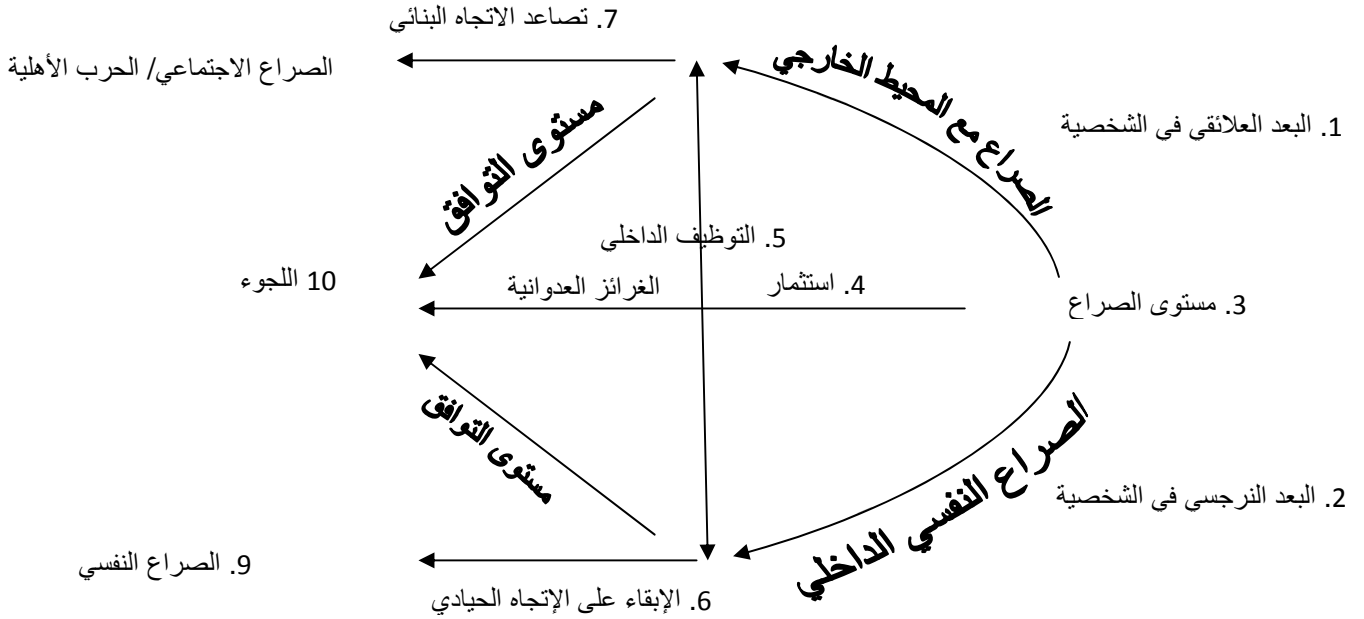 7. تصاعد الاتجاه البنائي
الصراع الاجتماعي/ الحرب الأهلية
الصراع مع المحيط الخارجي
1. البعد العلائقي في الشخصية
مستوى التوافق
5. التوظيف الداخلي
4. استثمار
الغرائز العدوانية
10 اللجوء
3. مستوى الصراع
مستوى التوافق
الصراع النفسي الداخلي
2. البعد النرجسي في الشخصية
9. الصراع النفسي
6. الإبقاء على الإتجاه الحيادي